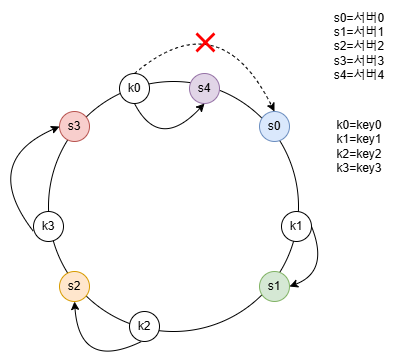 s0=서버0
s1=서버1
s2=서버2
s3=서버3
s4=서버4
k0=key0
k1=key1
k2=key2
k3=key3
k0
s4
s3
s0
k3
k1
s2
s1
k2